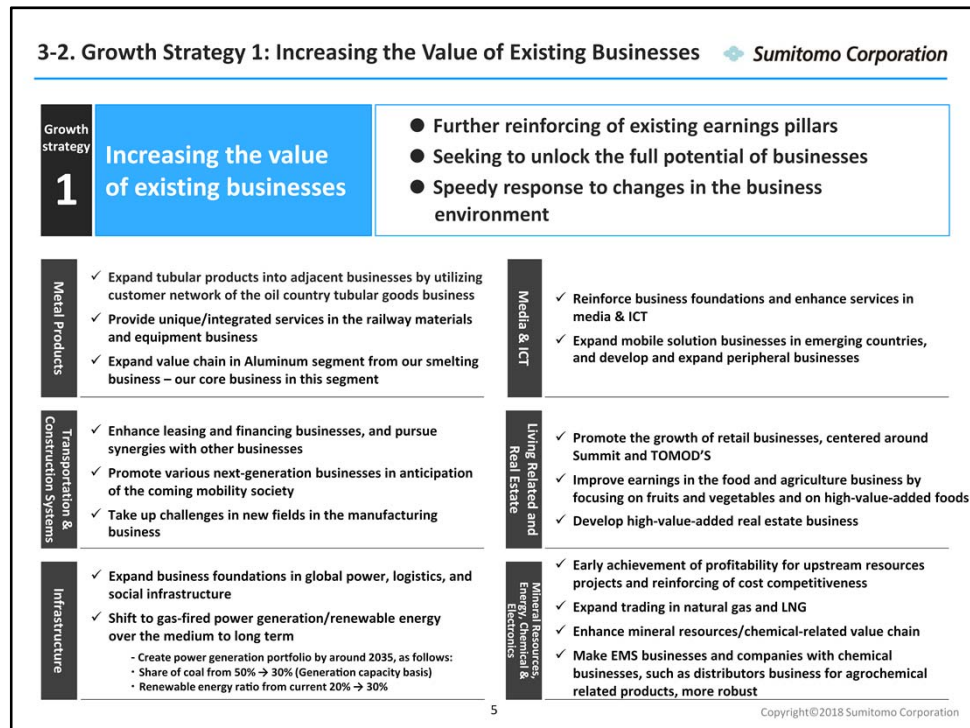 3-2. Growth Strategy 1: Increasing the Value of Existing Businesses
Sumitomo Corporation
Growth
strategy
1
Increasing the value
of existing businesses
● Further reinforcing of existing earnings pillars
● Seeking to unlock the full potential of businesses
● Speedy response to changes in the business
environment
Metal Products
✓ Expand tubular products into adjacent businesses by utilizing
customer network of the oil country tubular goods business
✓ Provide unique/integrated services in the railway materials
and equipment business
✓ Expand value chain in Aluminum segment from our smelting
business – our core business in this segment
Transportation &
Construction Systems
✓ Enhance leasing and financing businesses, and pursue
synergies with other businesses
✓ Promote various next-generation businesses in anticipation
of the coming mobility society
✓ Take up challenges in new fields in the manufacturing
business
Infrastructure
✓ Expand business foundations in global power, logistics, and
social infrastructure
✓ Shift to gas-fired power generation/renewable energy
over the medium to long term
- Create power generation portfolio by around 2035, as follows:
・Share of coal from 50% → 30% (Generation capacity basis)
・Renewable energy ratio from current 20% → 30%
Media & ICT
✓ Reinforce business foundations and enhance services in
media & ICT
✓ Expand mobile solution businesses in emerging countries,
and develop and expand peripheral businesses
Living Related and
Real Estate
✓ Promote the growth of retail businesses, centered around
Summit and TOMOD'S
✓ Improve earnings in the food and agriculture business by
focusing on fruits and vegetables and on high-value-added foods
✓ Develop high-value-added real estate business
Mineral Resources,
Energy, Chemical &
Electronics
✓ Early achievement of profitability for upstream resources
projects and reinforcing of cost competitiveness
✓ Expand trading in natural gas and LNG
✓ Enhance mineral resources/chemical-related value chain
✓ Make EMS businesses and companies with chemical
businesses, such as distributors business for agrochemical
related products, more robust
5
Copyright©2018 Sumitomo Corporation